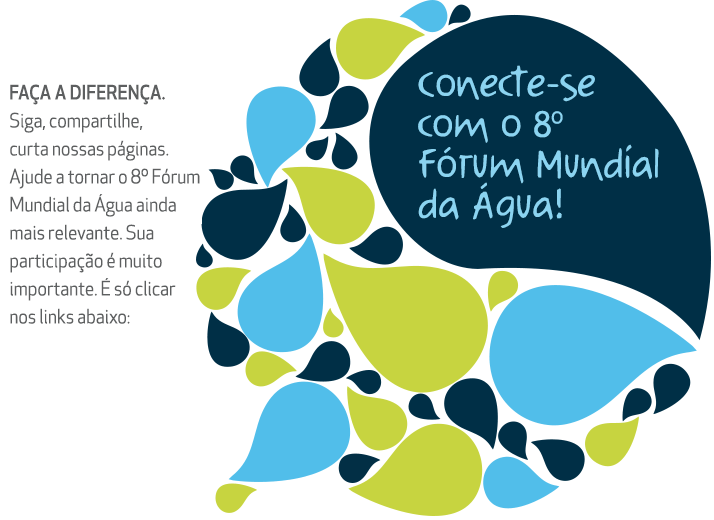 FAÇA A DIFERENÇA.
Siga, compartilhe,
curta nossas páginas.
Ajude a tornar o 8º Fórum
Mundial da Água ainda
mais relevante. Sua
participação é muito
importante. É só clicar
nos links abaixo:
Conecte-se
com o 8º
Fórum Mundial
da Água!